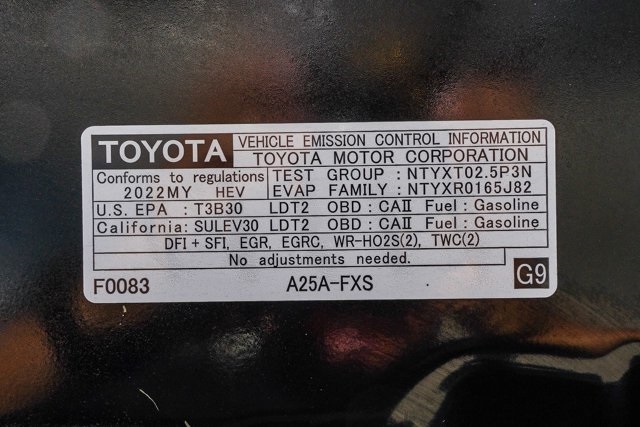 TOYOTA VEHICLE EMISSION CONTROL INFORMATION
TOYOTA MOTOR CORPORATION
Conforms to regulations TEST GROUP : NTYXT02.5P3N
2022MY HEV EVAP FAMILY : NTYXR0165J82
U.S. EPA : T3B30 LDT2 OBD : CAII Fuel : Gasoline
California: SULEV30 LDT2 OBD : CAII Fuel : Gasoline
DFI + SFI, EGR, EGRC, WR-HO2S(2), TWC(2)
No adjustments needed.
F0083 A25A-FXS G9